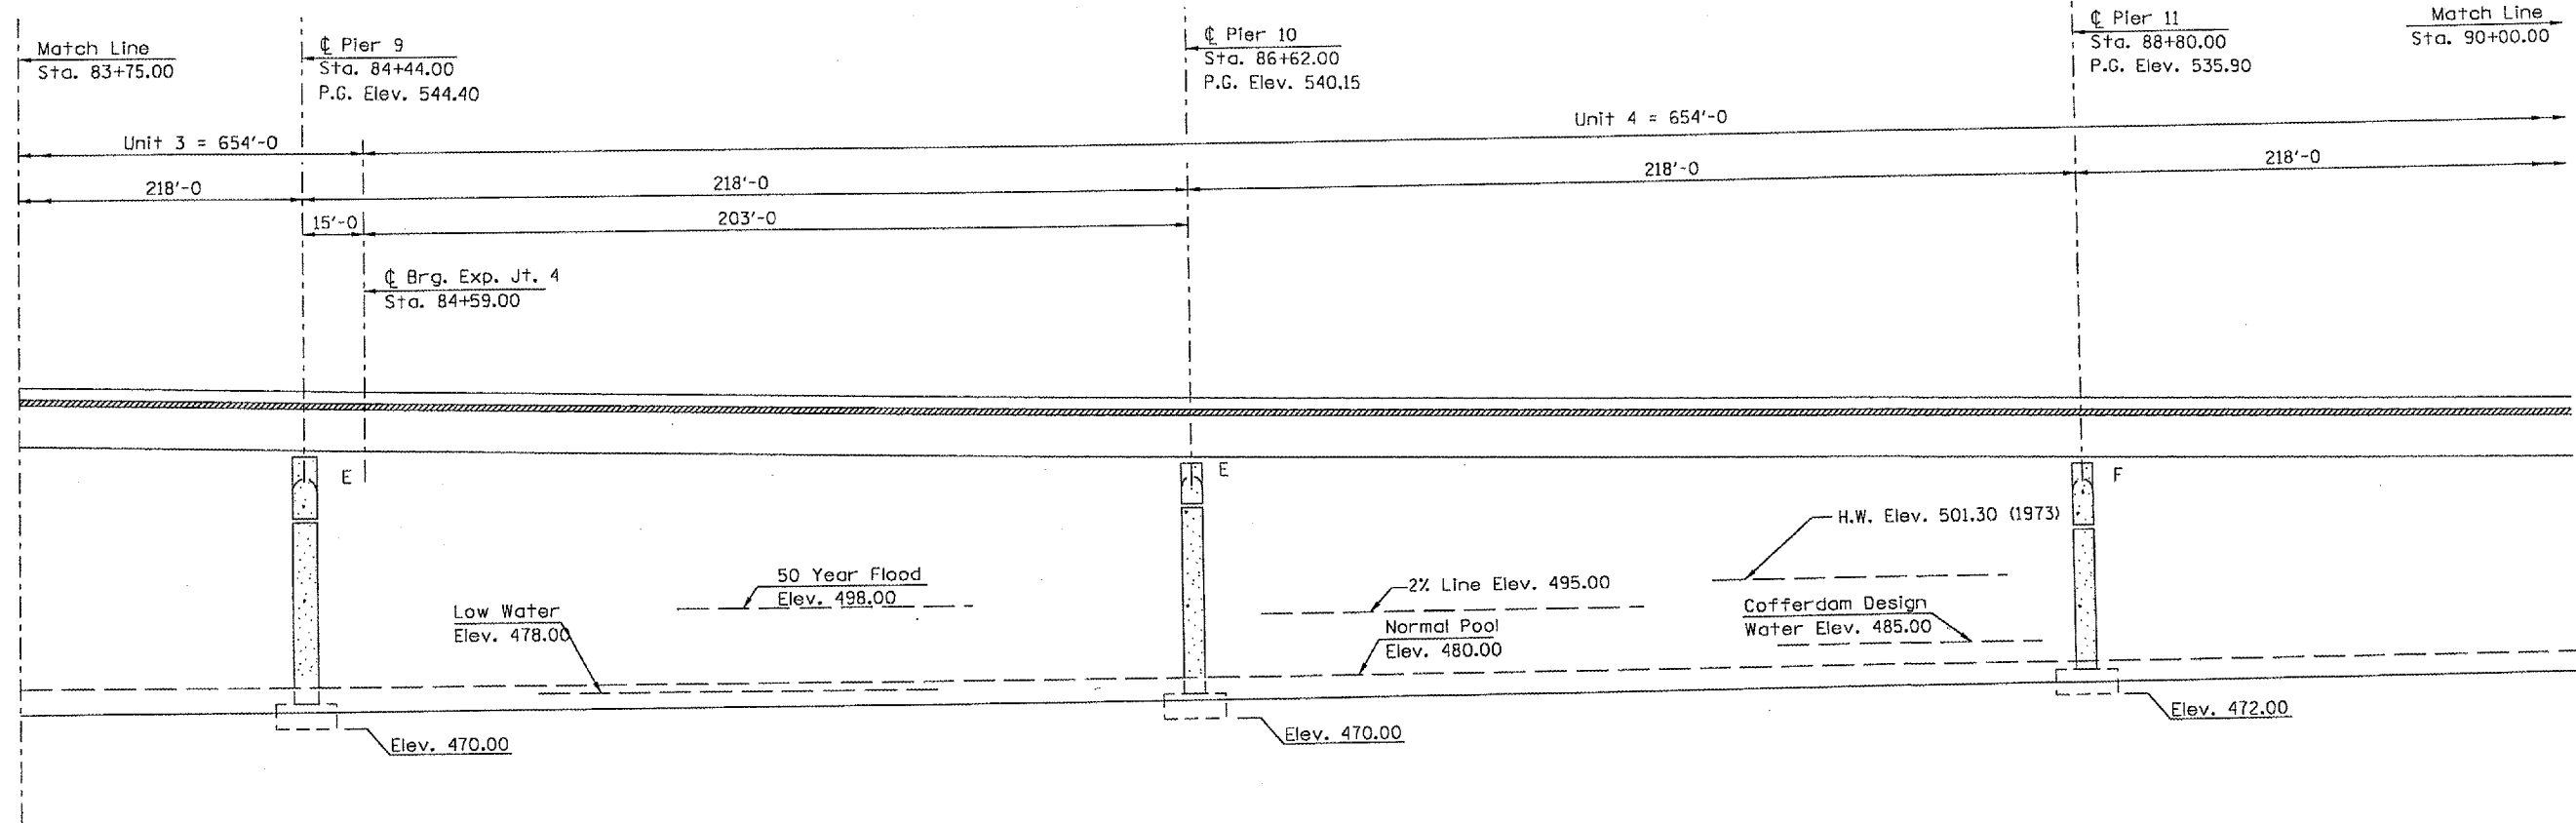 Match Line
Sta. 83+75.00
℄ Pier 9
Sta. 84+44.00
P.G. Elev. 544.40
℄ Pier 10
Sta. 86+62.00
P.G. Elev. 540.15
℄ Pier 11
Sta. 88+80.00
P.G. Elev. 535.90
Match Line
Sta. 90+00.00
Unit 3 = 654'-0
Unit 4 = 654'-0
218'-0
218'-0
218'-0
218'-0
15'-0
203'-0
℄ Brg. Exp. Jt. 4
Sta. 84+59.00
E
E
F
H.W. Elev. 501.30 (1973)
50 Year Flood
Elev. 498.00
2% Line Elev. 495.00
Low Water
Elev. 478.00
Normal Pool
Elev. 480.00
Cofferdam Design
Water Elev. 485.00
Elev. 470.00
Elev. 470.00
Elev. 472.00